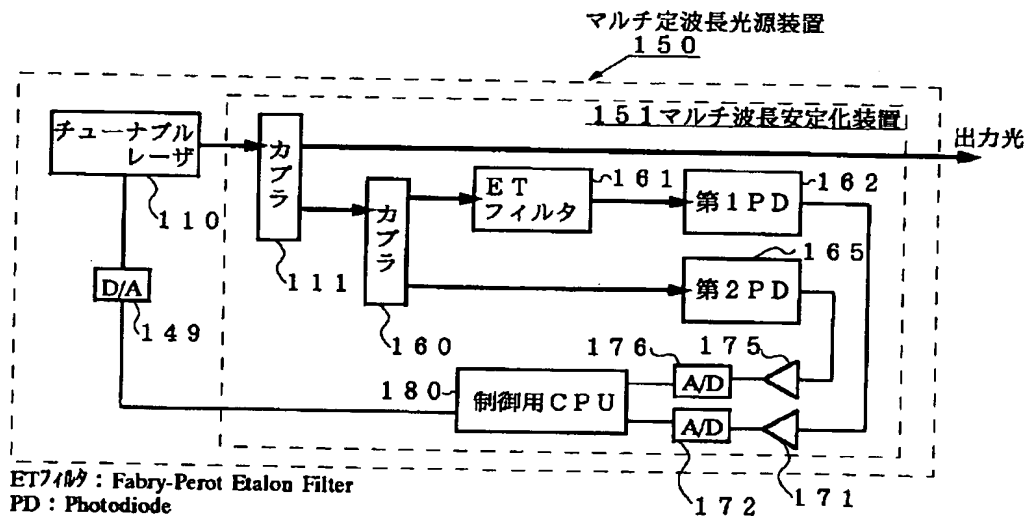 マルチ定波長光源装置
150
151マルチ波長安定化装置
チューナブル
レーザ
カプラ
出力光
ET
フィルタ
161
第1PD
162
110
カプラ
165
第2PD
111
D/A
149
160
176
175
180
制御用CPU
A/D
A/D
172
171
ETフィルタ : Fabry-Perot Etalon Filter
PD : Photodiode